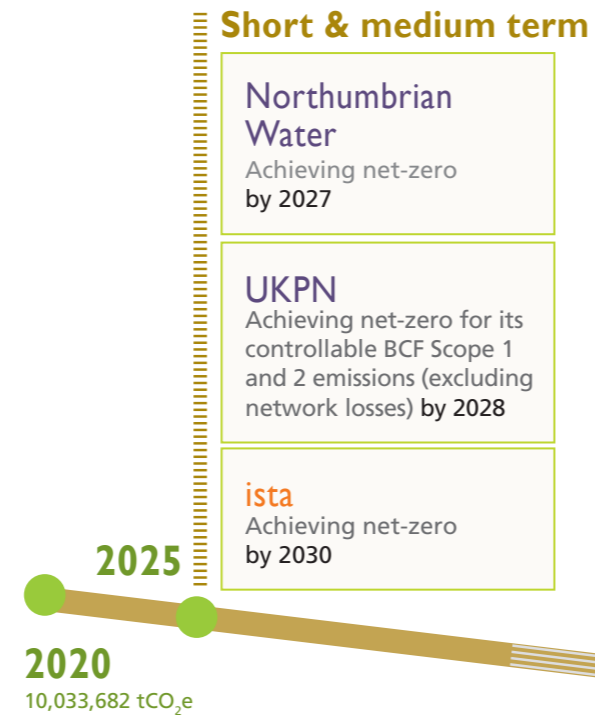 Short & medium term
Northumbrian
Water
Achieving net-zero
by 2027
UKPN
Achieving net-zero for its
controllable BCF Scope 1
and 2 emissions (excluding
network losses) by 2028
ista
Achieving net-zero
by 2030
2025
2020
10,033,682 tCO₂e